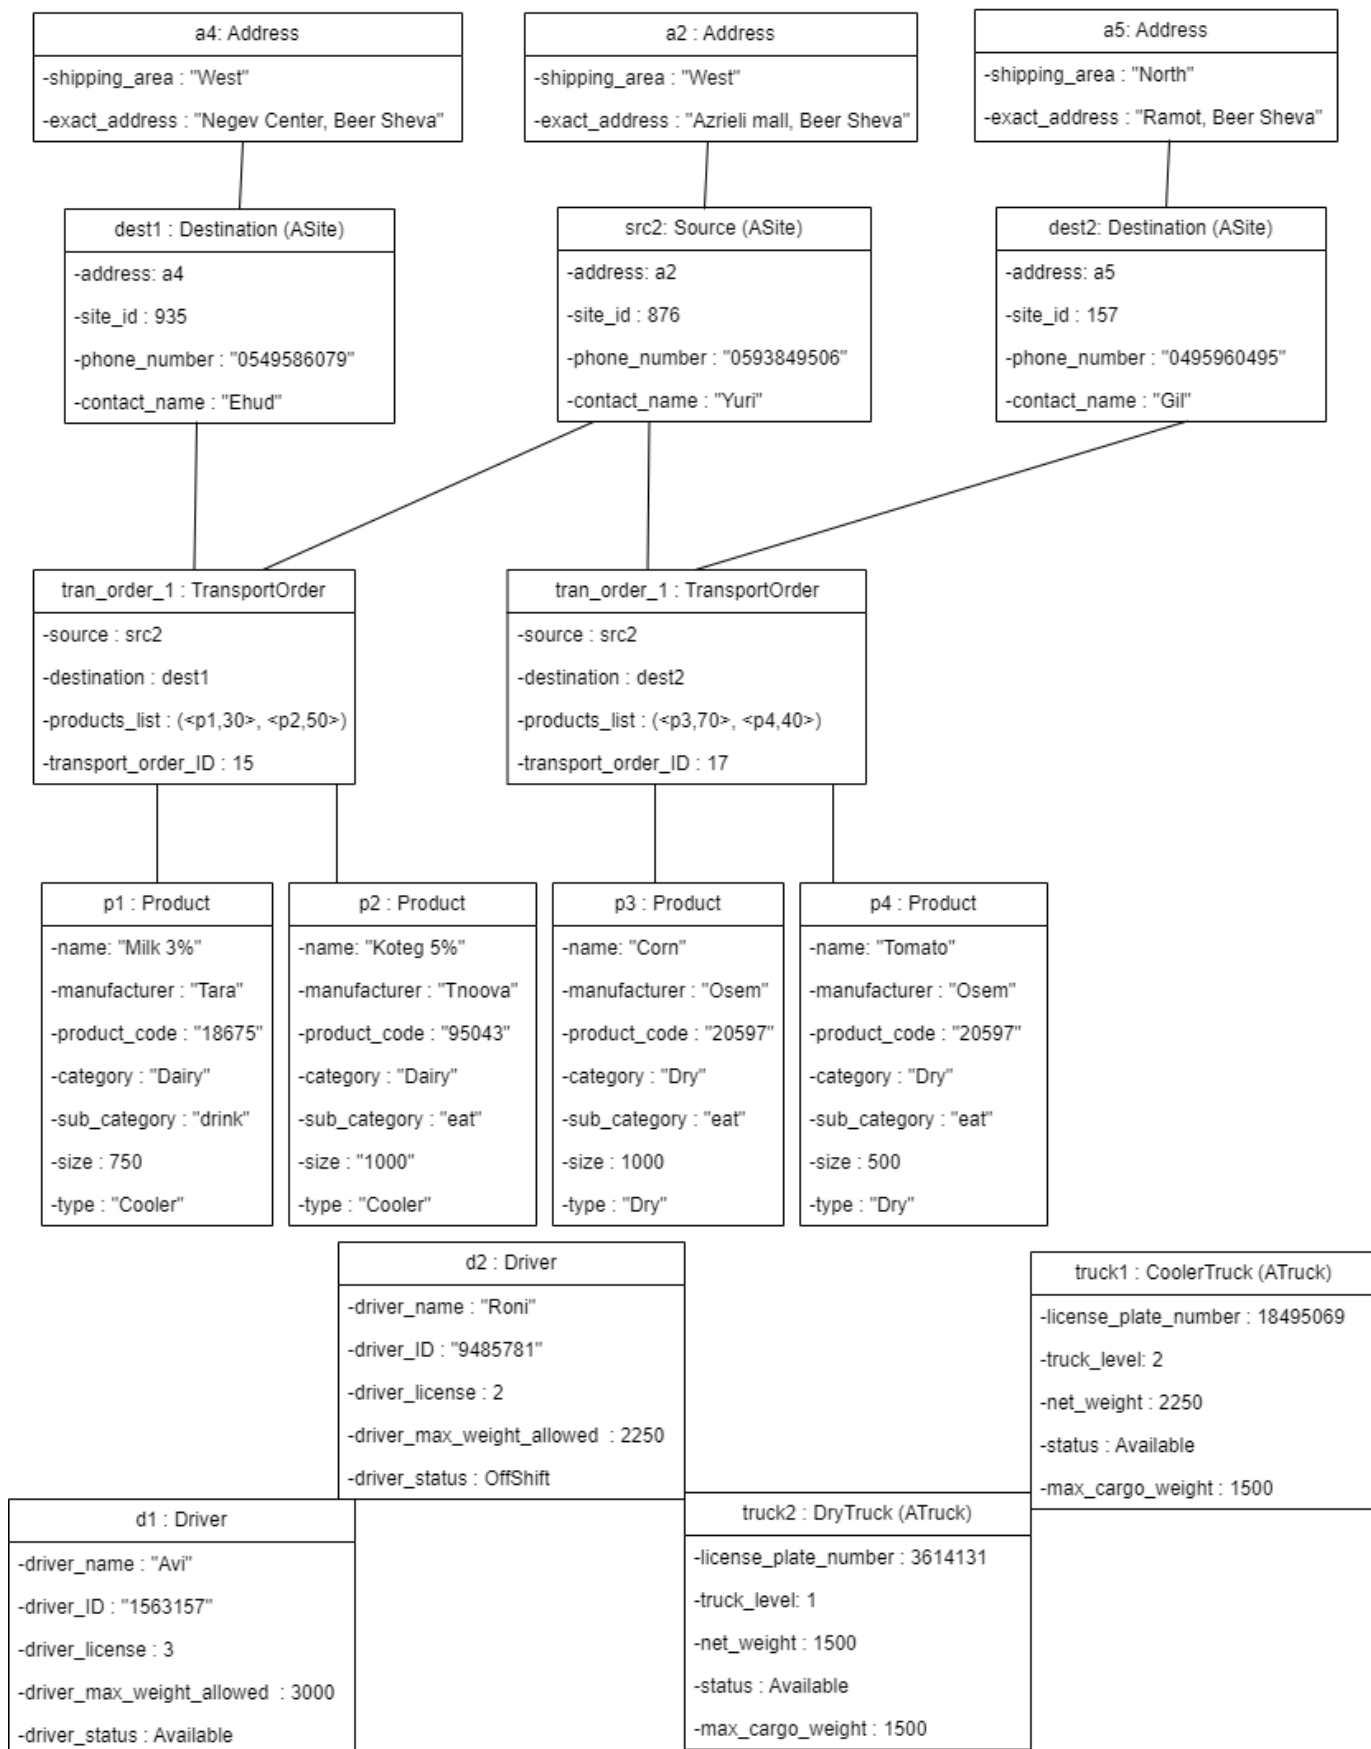 a4: Address
-shipping_area : "West"
-exact_address : "Negev Center, Beer Sheva"
a2 : Address
-shipping_area : "West"
-exact_address : "Azrieli mall, Beer Sheva"
a5: Address
-shipping_area : "North"
-exact_address : "Ramot, Beer Sheva"
dest1 : Destination (ASite)
-address: a4
-site_id : 935
-phone_number : "0549586079"
-contact_name : "Ehud"
src2: Source (ASite)
-address: a2
-site_id : 876
-phone_number : "0593849506"
-contact_name : "Yuri"
dest2: Destination (ASite)
-address: a5
-site_id : 157
-phone_number : "0495960495"
-contact_name : "Gil"
tran_order_1 : TransportOrder
-source : src2
-destination : dest1
-products_list : (<p1,30>, <p2,50>)
-transport_order_ID : 15
tran_order_1 : TransportOrder
-source : src2
-destination : dest2
-products_list : (<p3,70>, <p4,40>)
-transport_order_ID : 17
p1 : Product
-name: "Milk 3%"
-manufacturer : "Tara"
-product_code : "18675"
-category : "Dairy"
-sub_category : "drink"
-size : 750
-type : "Cooler"
p2 : Product
-name: "Koteg 5%"
-manufacturer : "Tnoova"
-product_code : "95043"
-category : "Dairy"
-sub_category : "eat"
-size : "1000"
-type : "Cooler"
p3 : Product
-name: "Corn"
-manufacturer : "Osem"
-product_code : "20597"
-category : "Dry"
-sub_category : "eat"
-size : 1000
-type : "Dry"
p4 : Product
-name: "Tomato"
-manufacturer : "Osem"
-product_code : "20597"
-category : "Dry"
-sub_category : "eat"
-size : 500
-type : "Dry"
d2 : Driver
-driver_name : "Roni"
-driver_ID : "9485781"
-driver_license : 2
-driver_max_weight_allowed : 2250
-driver_status : OffShift
truck1 : CoolerTruck (ATruck)
-license_plate_number : 18495069
-truck_level: 2
-net_weight : 2250
-status : Available
-max_cargo_weight : 1500
d1 : Driver
-driver_name : "Avi"
-driver_ID : "1563157"
-driver_license : 3
-driver_max_weight_allowed : 3000
-driver_status : Available
truck2 : DryTruck (ATruck)
-license_plate_number : 3614131
-truck_level: 1
-net_weight : 1500
-status : Available
-max_cargo_weight : 1500